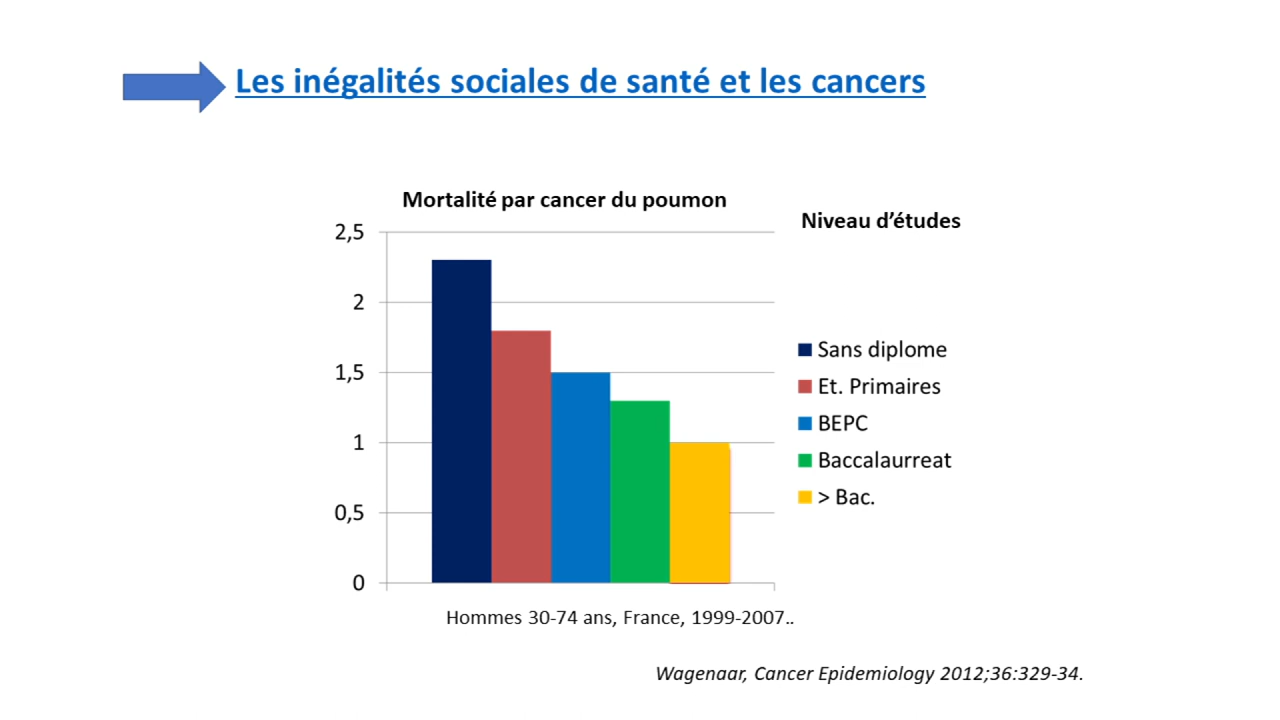 Les inégalités sociales de santé et les cancers
Mortalité par cancer du poumon
Niveau d’études
2,5
2
1,5
1
0,5
0
Sans diplome
Et. Primaires
BEPC
Baccalaurreat
> Bac.
Hommes 30-74 ans, France, 1999-2007..
Wagenaar, Cancer Epidemiology 2012;36:329-34.